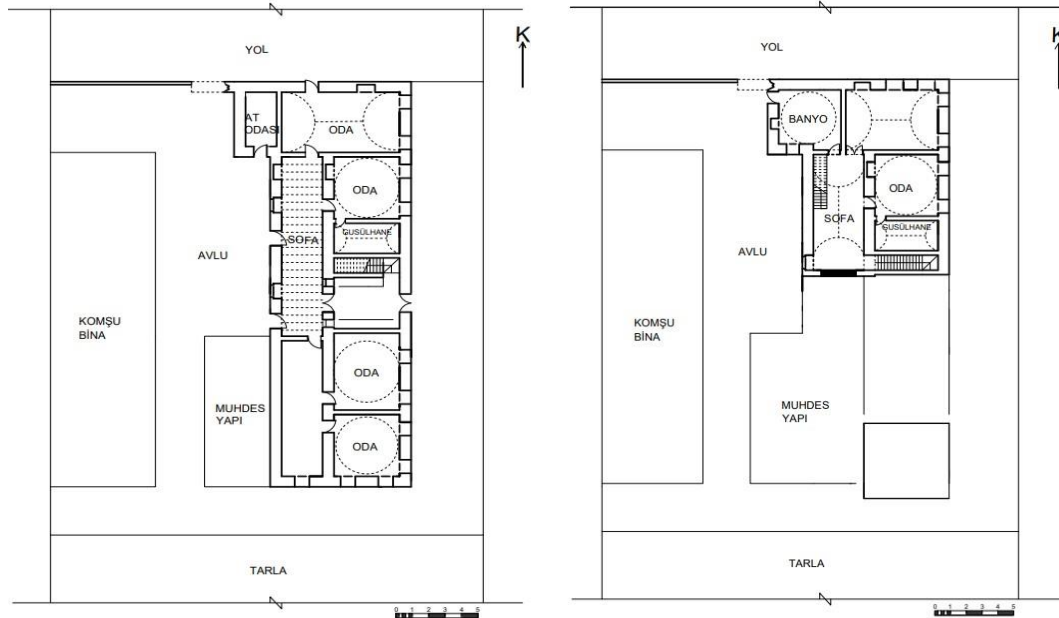 YOL
K
AT
ODASI
ODA
ODA
SOFA
GUSÜLHANE
AVLU
KOMŞU
BİNA
ODA
MUHDES
YAPI
ODA
TARLA
0 1 2 3 4 5
YOL
K
BANYO
ODA
SOFA
GUSÜLHANE
AVLU
KOMŞU
BİNA
MUHDES
YAPI
TARLA
0 1 2 3 4 5